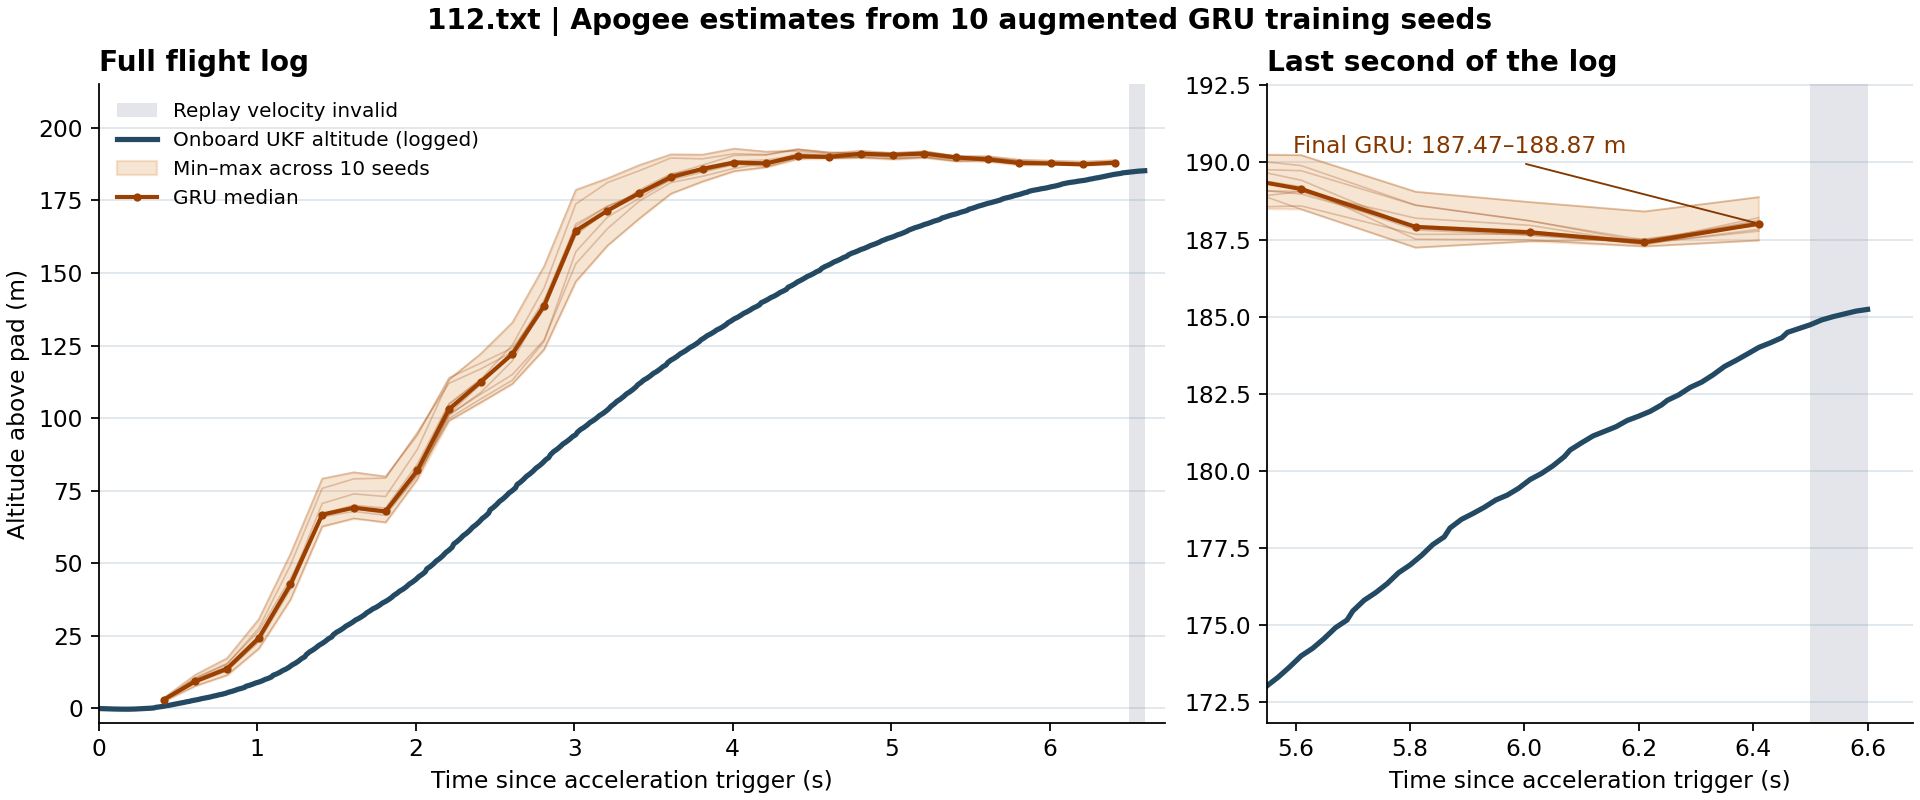 112.txt | Apogee estimates from 10 augmented GRU training seeds
Full flight log
Replay velocity invalid
Onboard UKF altitude (logged)
Min–max across 10 seeds
GRU median
200
175
150
125
100
75
50
25
0
Altitude above pad (m)
0 1 2 3 4 5 6
Time since acceleration trigger (s)
Last second of the log
Final GRU: 187.47–188.87 m
192.5
190.0
187.5
185.0
182.5
180.0
177.5
175.0
172.5
5.6 5.8 6.0 6.2 6.4 6.6
Time since acceleration trigger (s)